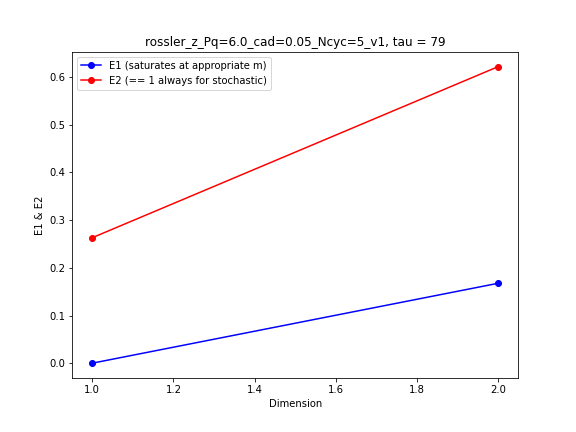 rossler_z_Pq=6.0_cad=0.05_Ncyc=5_v1, tau = 79
E1 (saturates at appropriate m)
E2 (== 1 always for stochastic)
0.6
0.5
0.4
0.3
0.2
0.1
0.0
E1 & E2
1.0 1.2 1.4 1.6 1.8 2.0
Dimension